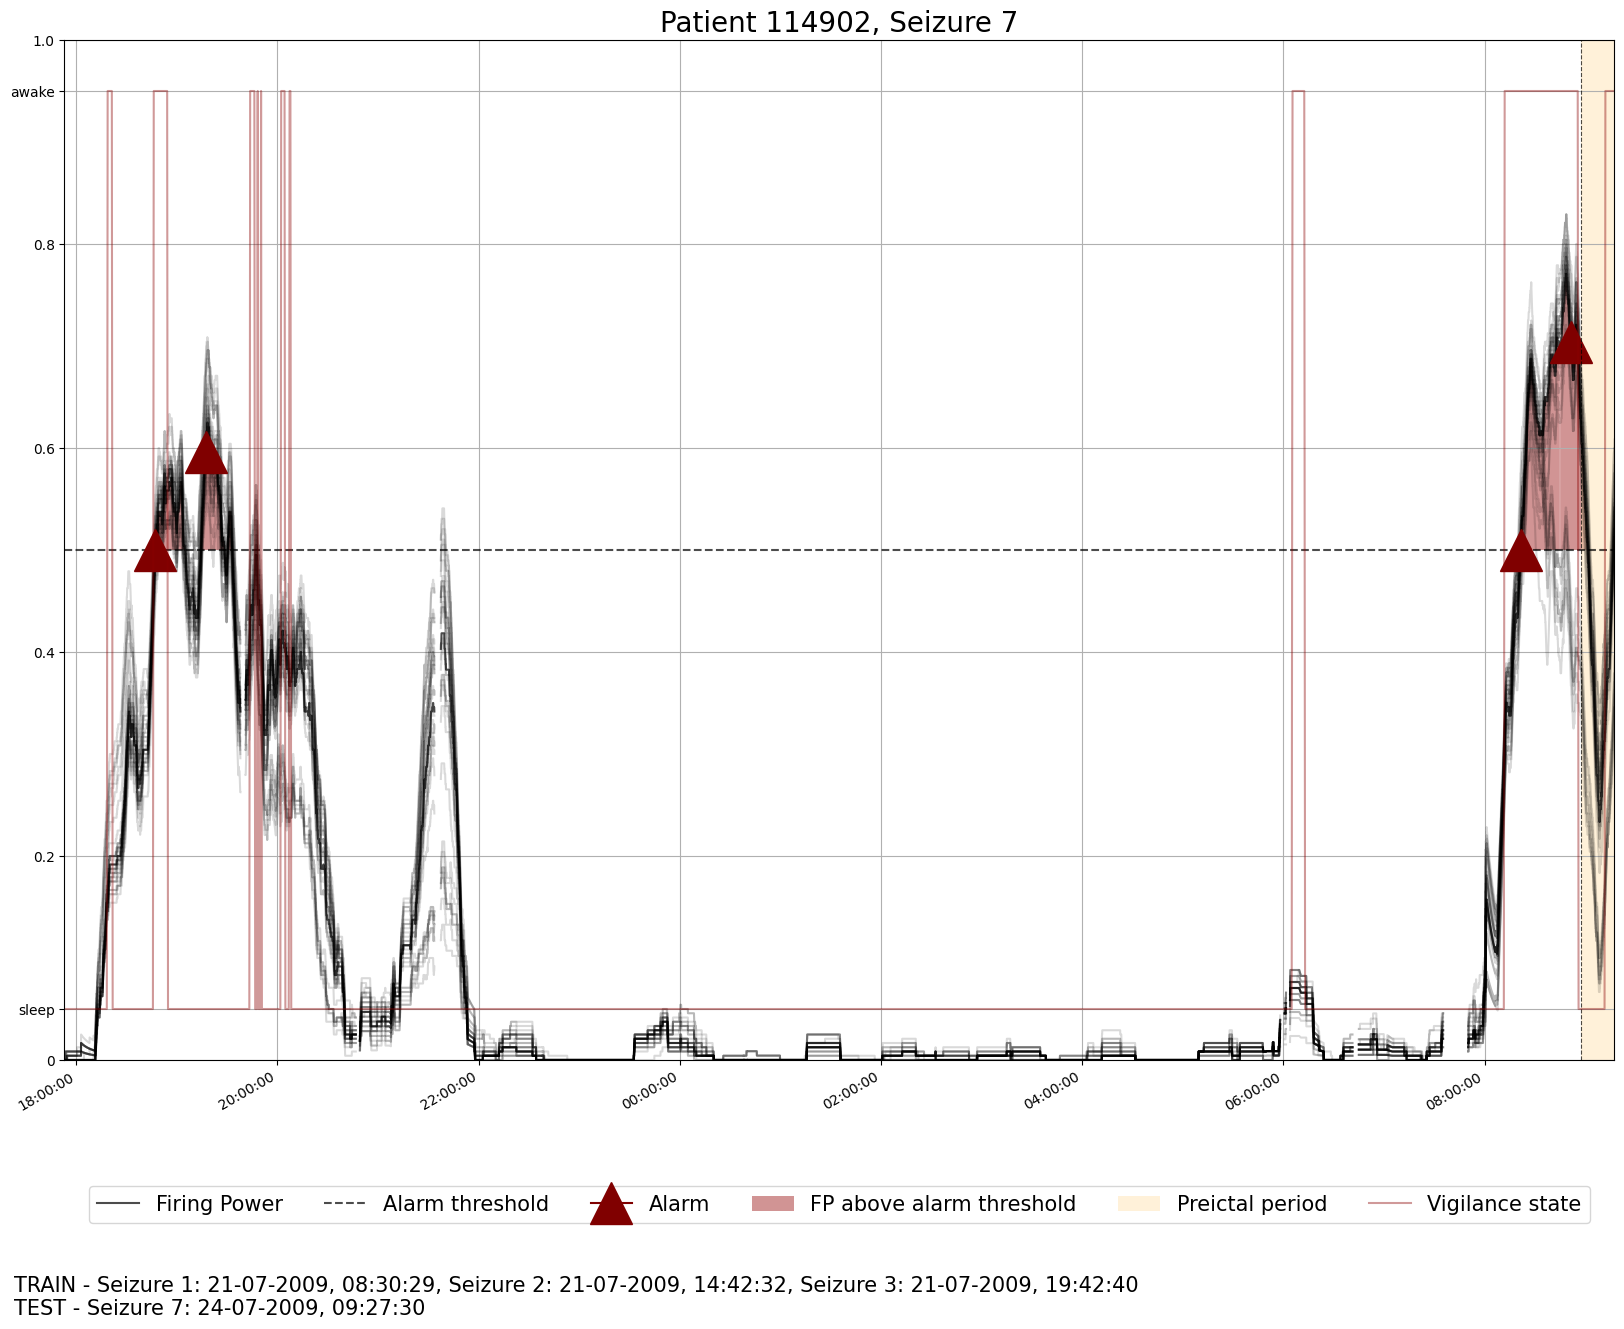 Patient 114902, Seizure 7
1.0
awake
0.8
0.6
0.4
0.2
sleep
0
18:00:00
20:00:00
22:00:00
00:00:00
02:00:00
04:00:00
06:00:00
08:00:00
Firing Power
Alarm threshold
Alarm
FP above alarm threshold
Preictal period
Vigilance state
TRAIN - Seizure 1: 21-07-2009, 08:30:29, Seizure 2: 21-07-2009, 14:42:32, Seizure 3: 21-07-2009, 19:42:40
TEST - Seizure 7: 24-07-2009, 09:27:30